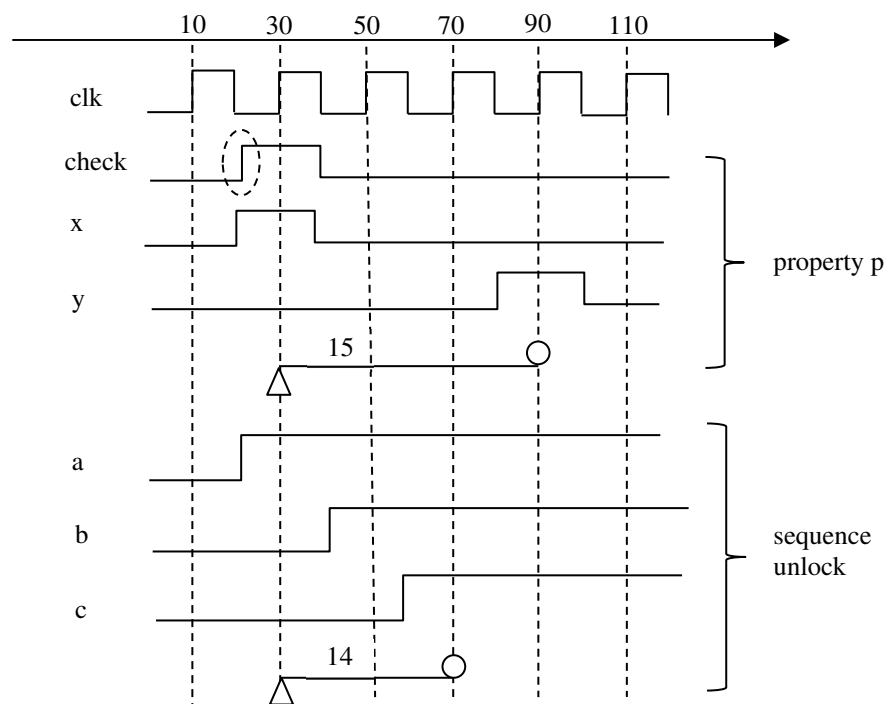 10 30 50 70 90 110
clk
check
x
property p
y
15
a
b
sequence
unlock
c
14